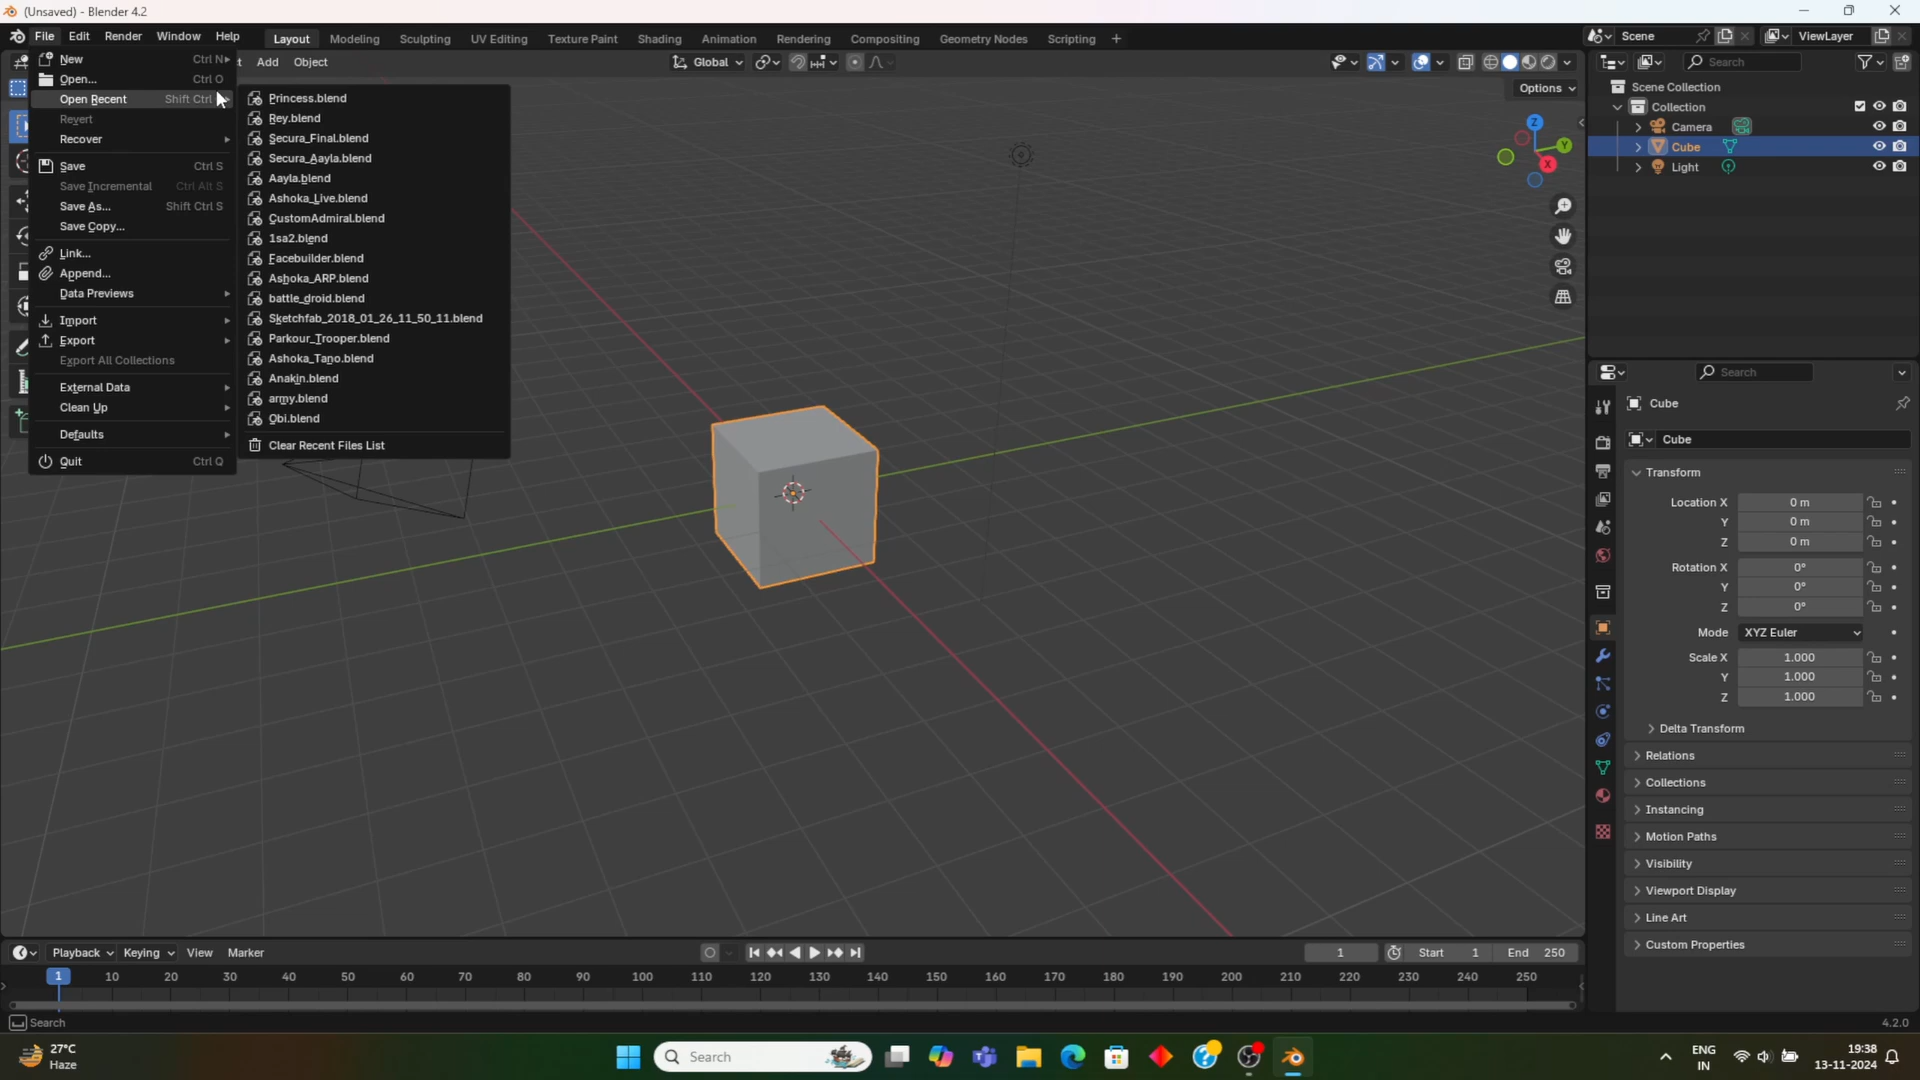 (Unsaved) - Blender 4.2
File Edit Render Window Help Layout Modeling Sculpting UV Editing Texture Paint Shading Animation Rendering Compositing Geometry Nodes Scripting + Scene ViewLayer
Add Object Global Search
Options
New Ctrl N
Open... Ctrl O
Open Recent Shift Ctrl
Revert
Recover
Save Ctrl S
Save Incremental Ctrl Alt S
Save As... Shift Ctrl S
Save Copy...
Link...
Append...
Data Previews
Import
Export
Export All Collections
External Data
Clean Up
Defaults
Quit Ctrl Q
Princess.blend
Rey.blend
Secura_Final.blend
Secura_Aayla.blend
Aayla.blend
Ashoka_Live.blend
CustomAdmiral.blend
1sa2.blend
Facebuilder.blend
Ashoka_ARP.blend
battle_droid.blend
Sketchfab_2018_01_26_11_50_11.blend
Parkour_Trooper.blend
Ashoka_Tano.blend
Anakin.blend
army.blend
Obi.blend
Clear Recent Files List
Z
Y
X
Scene Collection
Collection
Camera
Cube
Light
Search
Cube
Cube
Transform
Location X 0 m
Y 0 m
Z 0 m
Rotation X 0°
Y 0°
Z 0°
Mode XYZ Euler
Scale X 1.000
Y 1.000
Z 1.000
Delta Transform
Relations
Collections
Instancing
Motion Paths
Visibility
Viewport Display
Line Art
Custom Properties
Playback Keying View Marker 1 Start 1 End 250
1 10 20 30 40 50 60 70 80 90 100 110 120 130 140 150 160 170 180 190 200 210 220 230 240 250
Search 4.2.0
27°C
Haze
Search
ENG
IN
19:38
13-11-2024